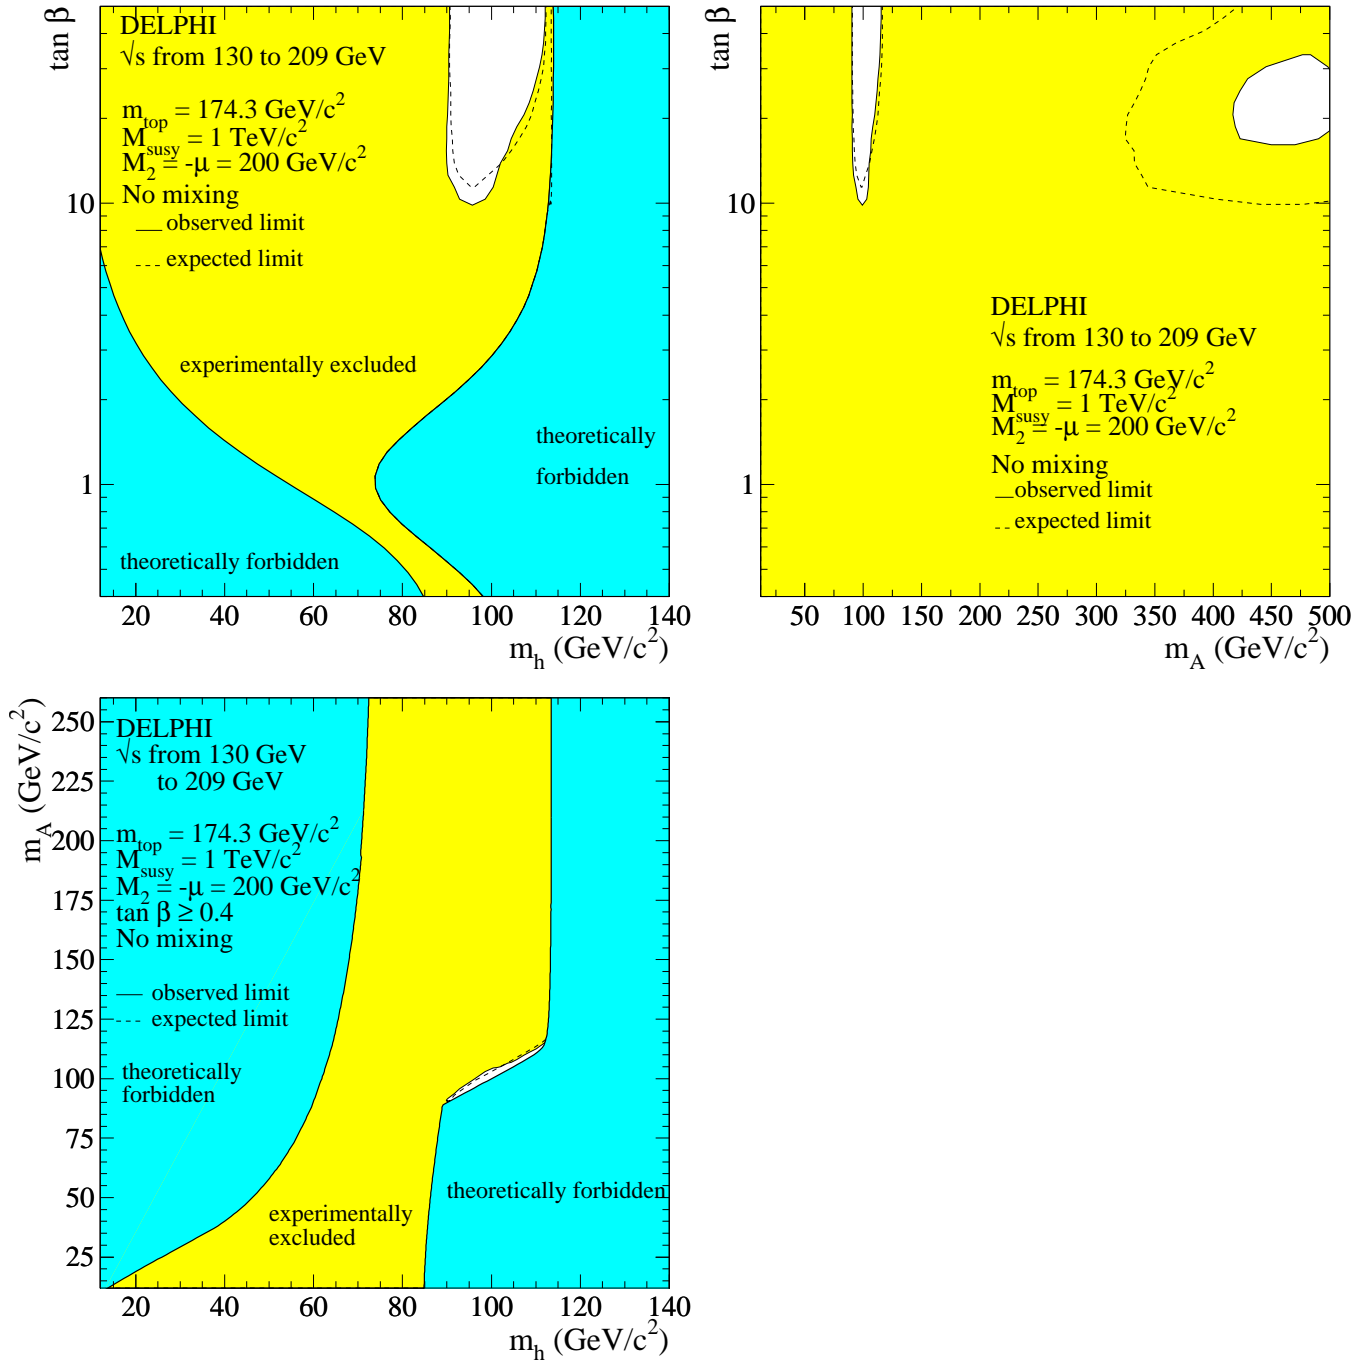 DELPHI
√s from 130 to 209 GeV
m_top = 174.3 GeV/c²
M_susy = 1 TeV/c²
M_2 = -μ = 200 GeV/c²
No mixing
observed limit
expected limit
experimentally excluded
theoretically
forbidden
theoretically forbidden
tan β
10
1
20 40 60 80 100 120 140
m_h (GeV/c²)
tan β
10
1
DELPHI
√s from 130 to 209 GeV
m_top = 174.3 GeV/c²
M_susy = 1 TeV/c²
M_2 = -μ = 200 GeV/c²
No mixing
observed limit
expected limit
50 100 150 200 250 300 350 400 450 500
m_A (GeV/c²)
m_A (GeV/c²)
250
225
200
175
150
125
100
75
50
25
DELPHI
√s from 130 GeV
to 209 GeV
m_top = 174.3 GeV/c²
M_susy = 1 TeV/c²
M_2 = -μ = 200 GeV/c²
tan β ≥ 0.4
No mixing
observed limit
expected limit
theoretically
forbidden
theoretically forbidden
experimentally
excluded
20 40 60 80 100 120 140
m_h (GeV/c²)